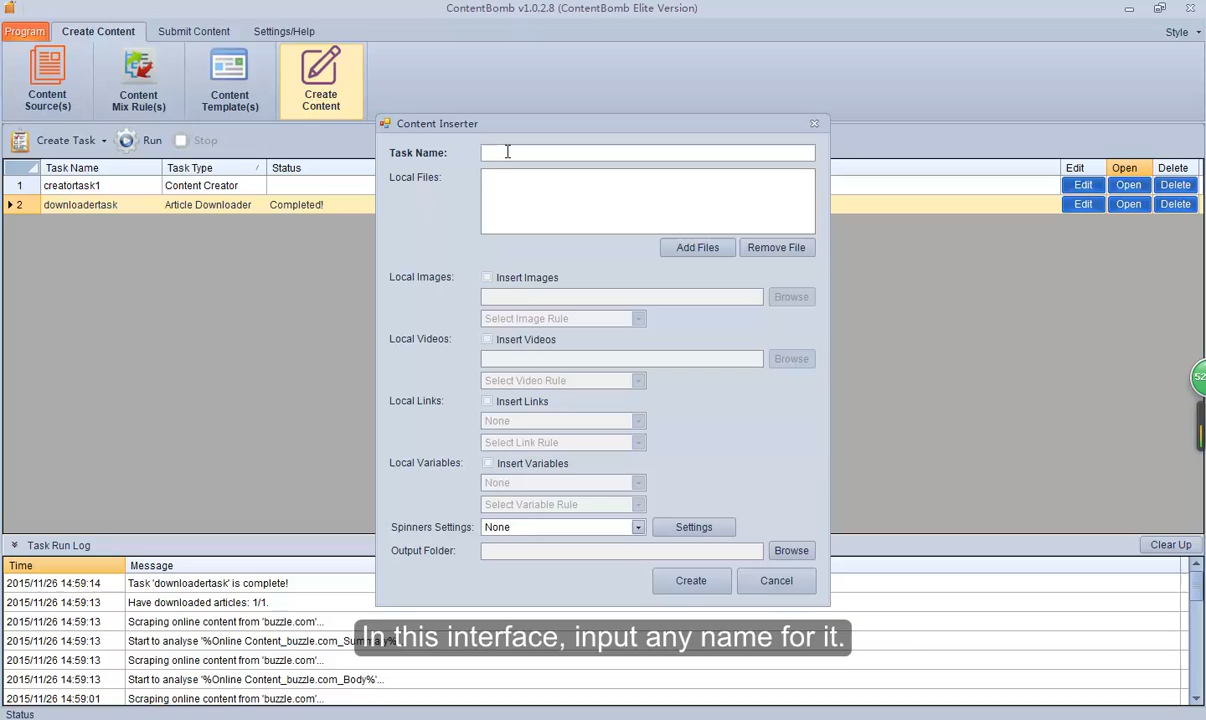 ContentBomb v1.0.2.8 (ContentBomb Elite Version)
Program
Create Content
Submit Content
Settings/Help
Style
Content
Source(s)
Content
Mix Rule(s)
Content
Template(s)
Create
Content
Create Task
Run
Stop
Task Name
Task Type
Status
Edit
Open
Delete
1
creatortask1
Content Creator
Edit
Open
Delete
2
downloadertask
Article Downloader
Completed!
Edit
Open
Delete
Content Inserter
Task Name:
Local Files:
Add Files
Remove File
Local Images:
Insert Images
Browse
Select Image Rule
Local Videos:
Insert Videos
Browse
Select Video Rule
Local Links:
Insert Links
None
Select Link Rule
Local Variables:
Insert Variables
None
Select Variable Rule
Spinners Settings:
None
Settings
Output Folder:
Browse
Create
Cancel
52
Task Run Log
Clear Up
Time
Message
2015/11/26 14:59:14
Task 'downloadertask' is complete!
2015/11/26 14:59:13
Have downloaded articles: 1/1.
2015/11/26 14:59:13
Scraping online content from 'buzzle.com'...
2015/11/26 14:59:13
Start to analyse '%Online Content_buzzle.com_Summary%'...
2015/11/26 14:59:13
Scraping online content from 'buzzle.com'...
2015/11/26 14:59:13
Start to analyse '%Online Content_buzzle.com_Body%'...
2015/11/26 14:59:01
Scraping online content from 'buzzle.com'...
In this interface, input any name for it.
Status